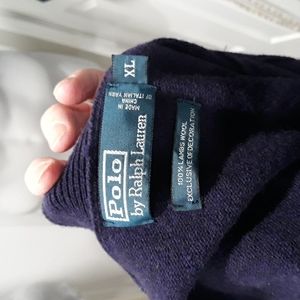 Polo
by Ralph Lauren
MADE IN
CHINA
OF ITALIAN YARN
XL
100% LAMBS WOOL
EXCLUSIVE OF DECORATION